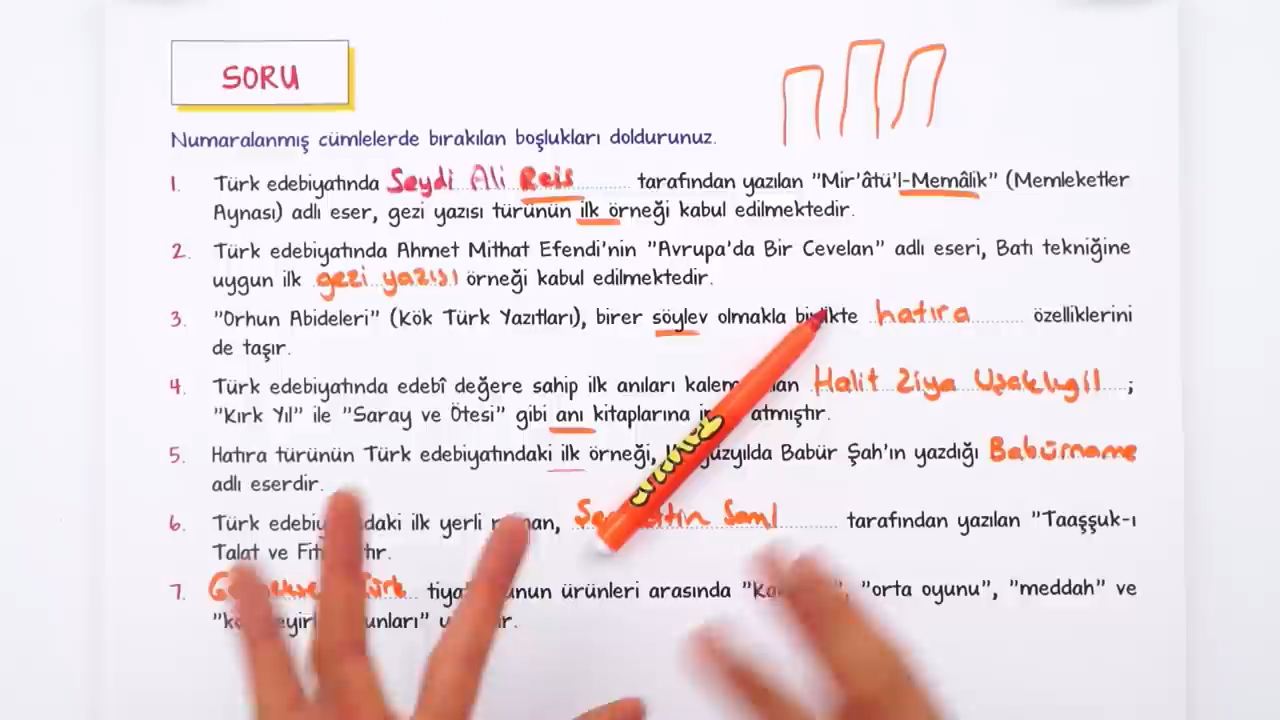 SORU
Numaralanmış cümlelerde bırakılan boşlukları doldurunuz.
1. Türk edebiyatında Seydi Ali Reis tarafından yazılan "Mir'âtü'l-Memâlik" (Memleketler
Aynası) adlı eser, gezi yazısı türünün ilk örneği kabul edilmektedir.
2. Türk edebiyatında Ahmet Mithat Efendi'nin "Avrupa'da Bir Cevelan" adlı eseri, Batı tekniğine
uygun ilk gezi yazısı örneği kabul edilmektedir.
3. "Orhun Abideleri" (Kök Türk Yazıtları), birer söylev olmakla birlikte hatıra özelliklerini
de taşır.
4. Türk edebiyatında edebî değere sahip ilk anıları Halit Ziya Uşaklıgil ;
"Kırk Yıl" ile "Saray ve Ötesi" gibi anı kitaplarına atmıştır.
5. Hatıra türünün Türk edebiyatındaki ilk örneği, Babür Şah'ın yazdığı Babürname
adlı eserdir.
6. Türk ilk yerli tarafından yazılan "Taaşşuk-ı
Talat ve
7. ürünleri arasında "orta oyunu", "meddah" ve